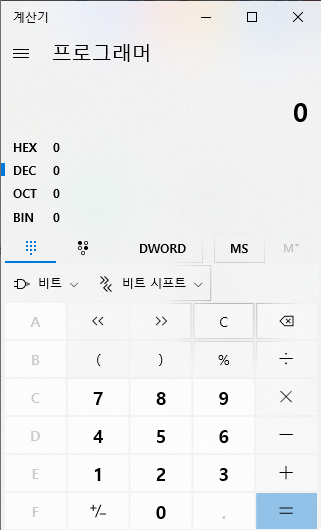 계산기
프로그래머
0
HEX 0
DEC 0
OCT 0
BIN 0
DWORD MS M˅
비트 비트 시프트
A << >> C
B ( ) % ÷
C 7 8 9 ×
D 4 5 6 −
E 1 2 3 +
F +/− 0 . =